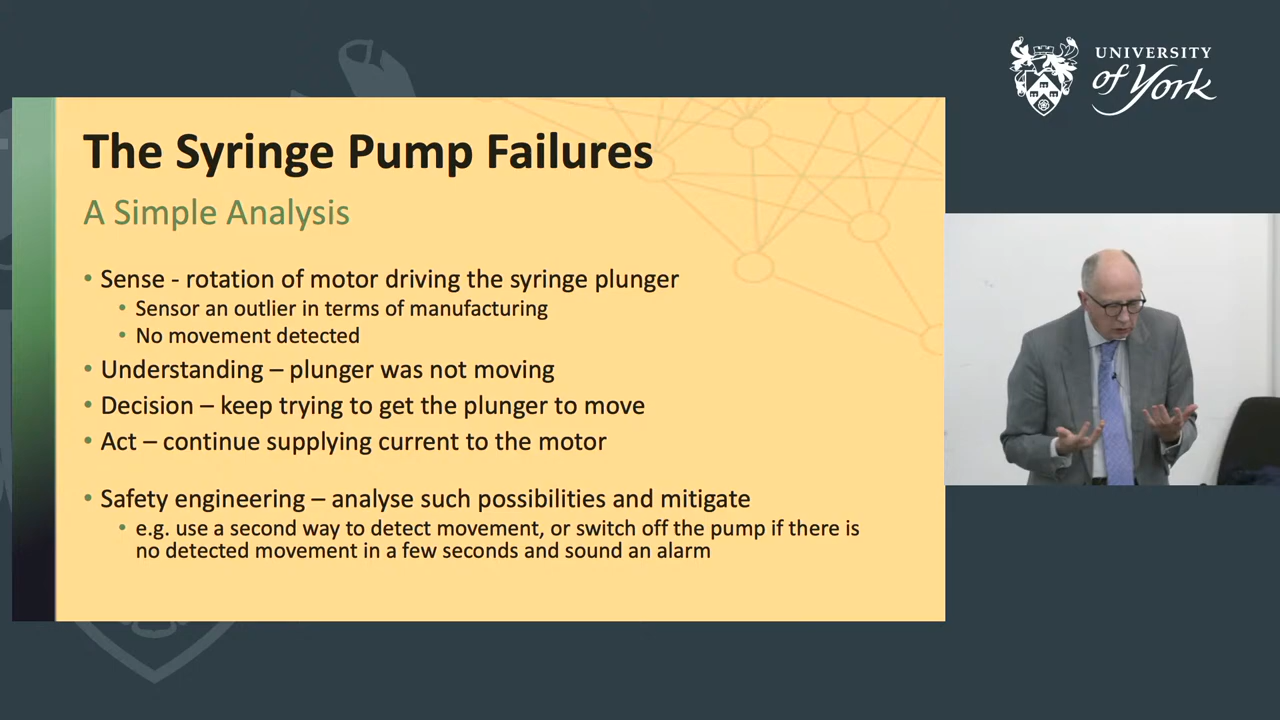 UNIVERSITY
of York
The Syringe Pump Failures
A Simple Analysis
• Sense - rotation of motor driving the syringe plunger
• Sensor an outlier in terms of manufacturing
• No movement detected
• Understanding – plunger was not moving
• Decision – keep trying to get the plunger to move
• Act – continue supplying current to the motor
• Safety engineering – analyse such possibilities and mitigate
• e.g. use a second way to detect movement, or switch off the pump if there is
no detected movement in a few seconds and sound an alarm